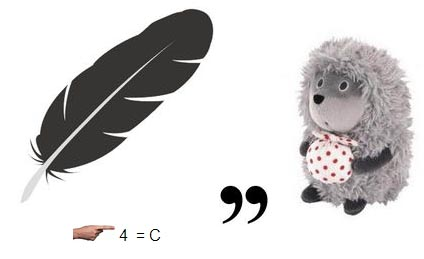 ,,
4 = C